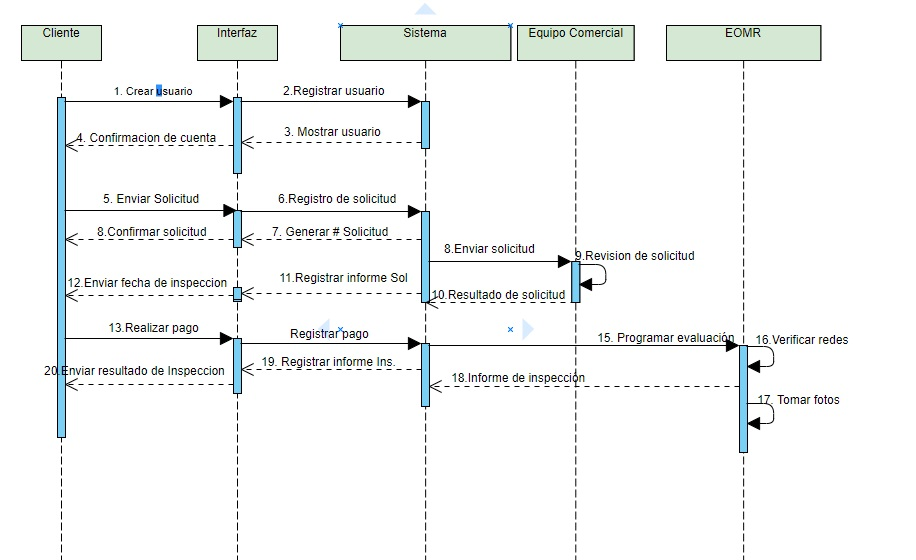 Cliente
Interfaz
Sistema
Equipo Comercial
EOMR
1. Crear usuario
2.Registrar usuario
3. Mostrar usuario
4. Confirmacion de cuenta
5. Enviar Solicitud
6.Registro de solicitud
8.Confirmar solicitud
7. Generar # Solicitud
8.Enviar solicitud
9.Revision de solicitud
12.Enviar fecha de inspeccion
11.Registrar informe Sol
10.Resultado de solicitud
13.Realizar pago
Registrar pago
15. Programar evaluación
16.Verificar redes
20.Enviar resultado de Inspeccion
19. Registrar informe Ins.
18.Informe de inspección
17. Tomar fotos